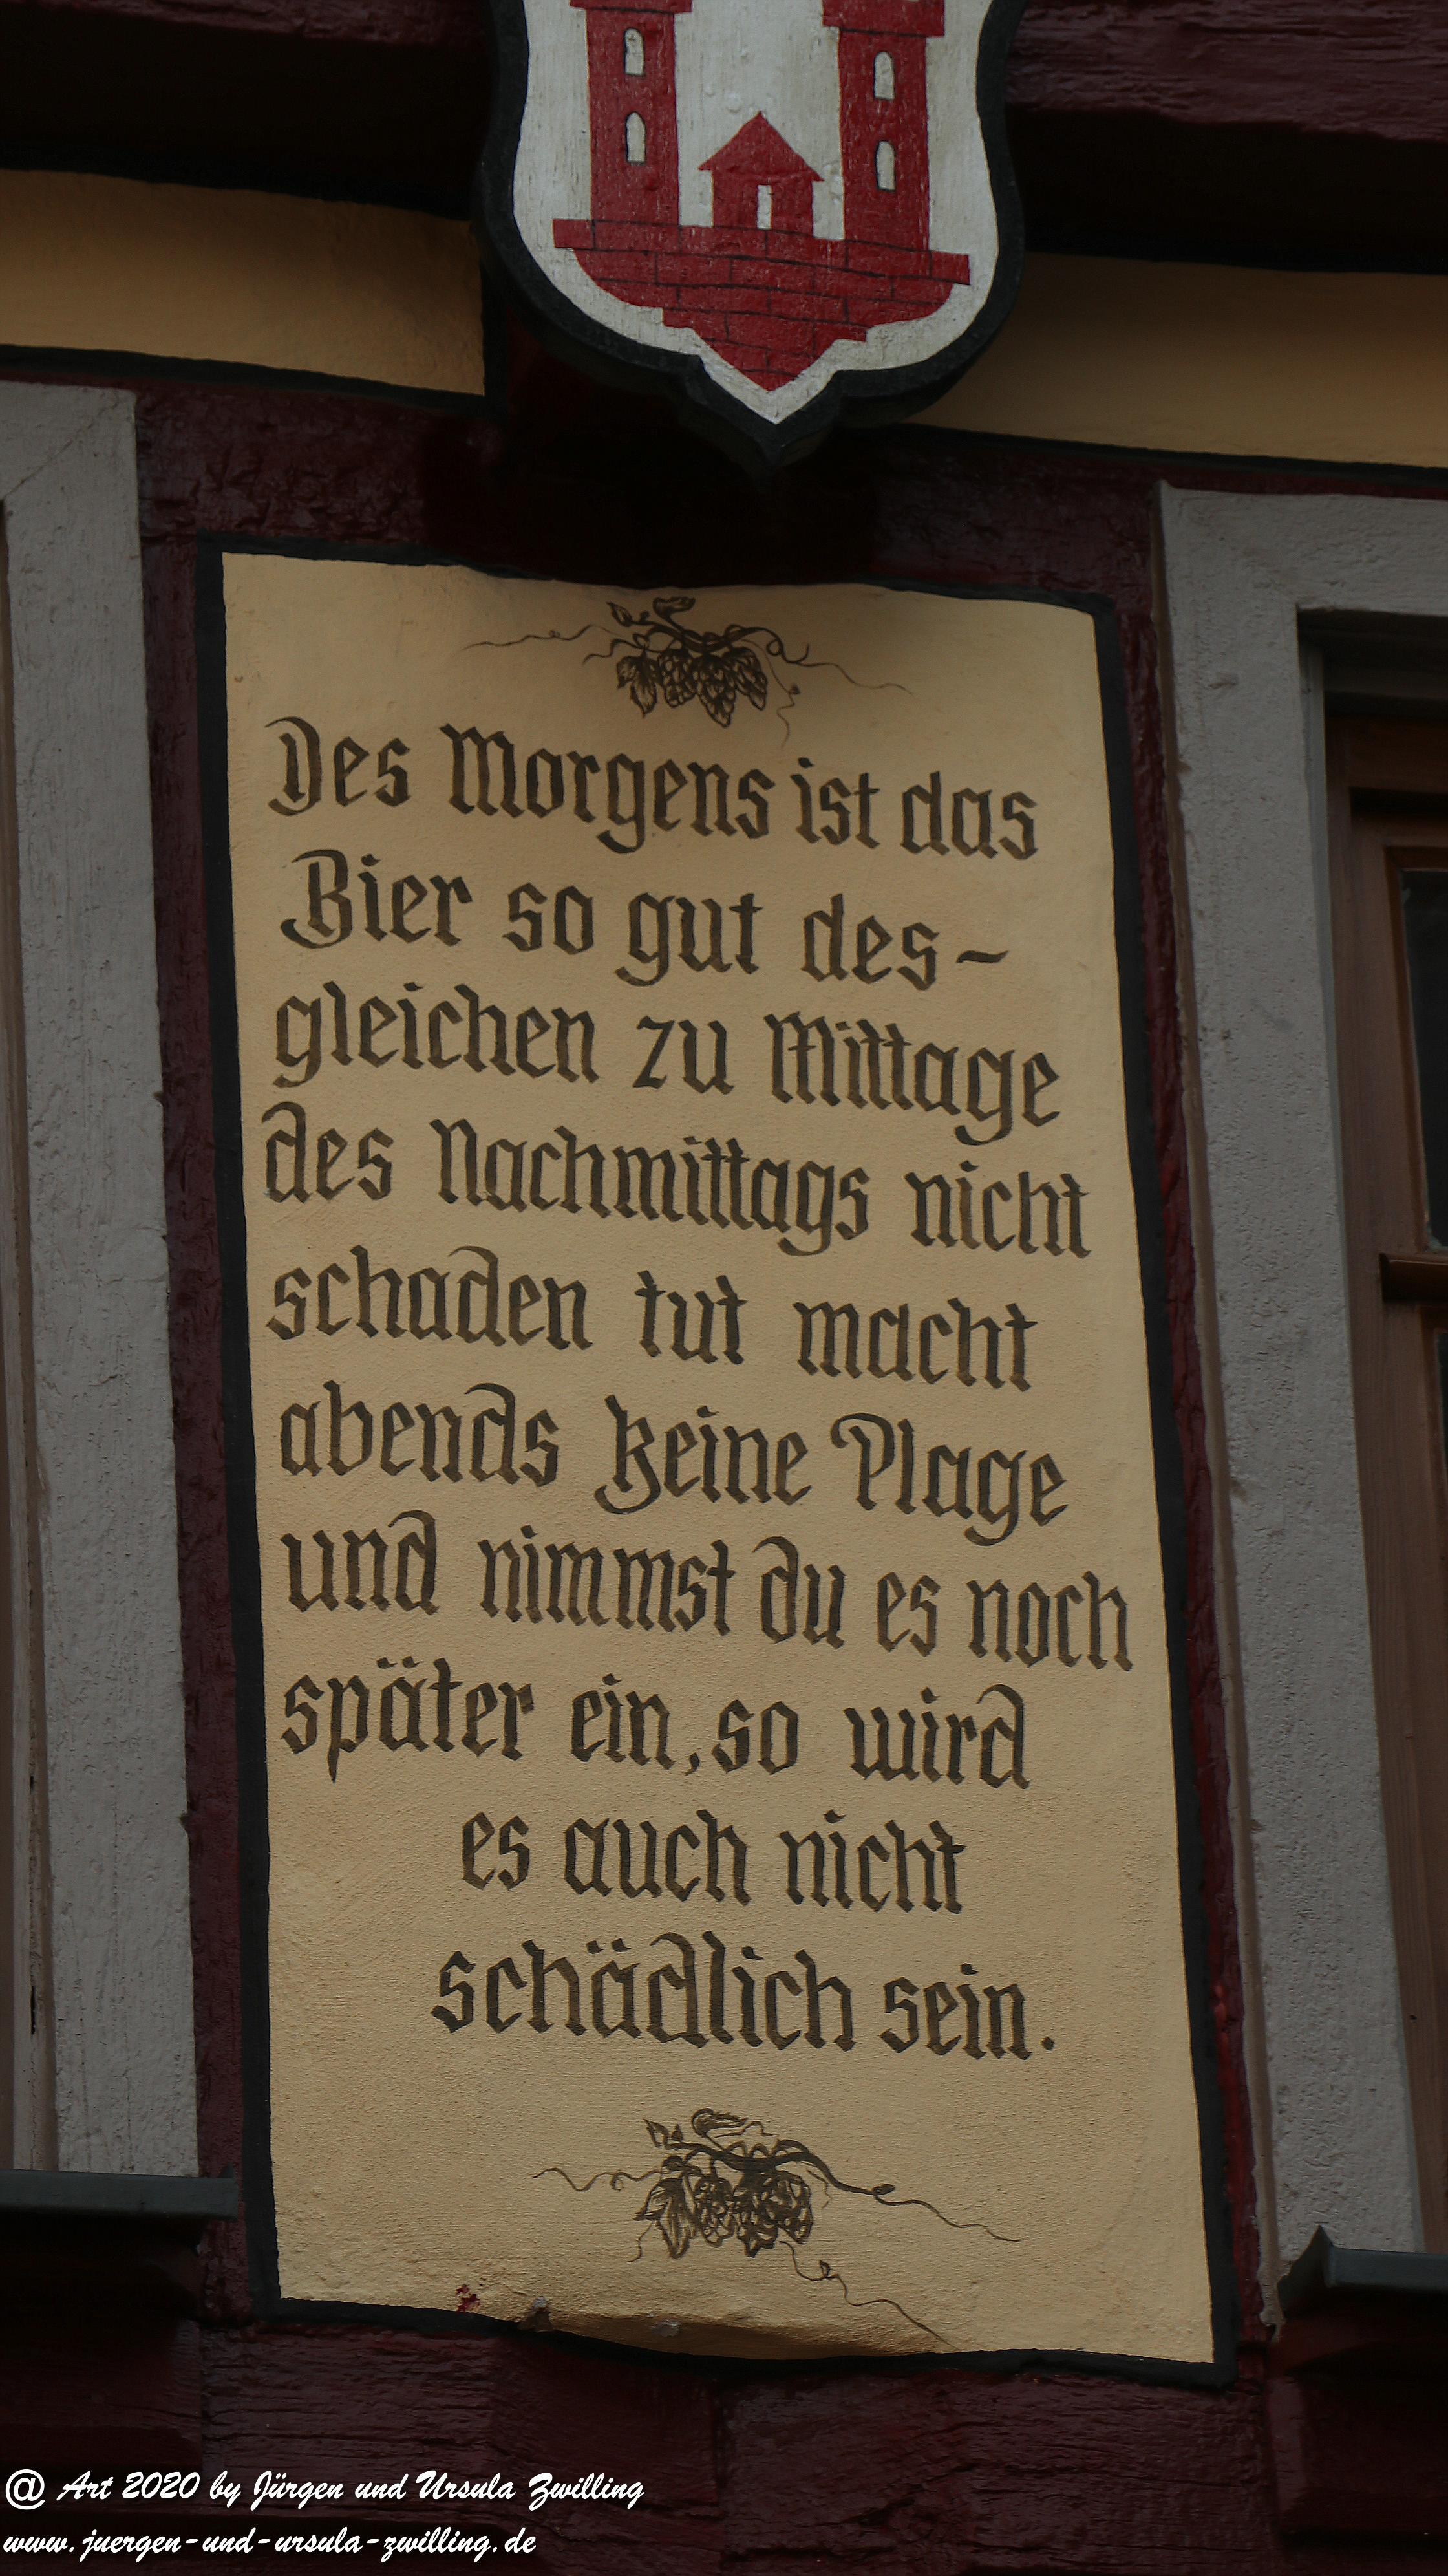 Des Morgens ist das
Bier so gut des-
gleichen zu Mittage
des Nachmittags nicht
schaden tut macht
abends keine Plage
und nimmst du es noch
später ein, so wird
es auch nicht
schädlich sein.
@ Art 2020 by Jürgen und Ursula Zwilling
www.juergen-und-ursula-zwilling.de